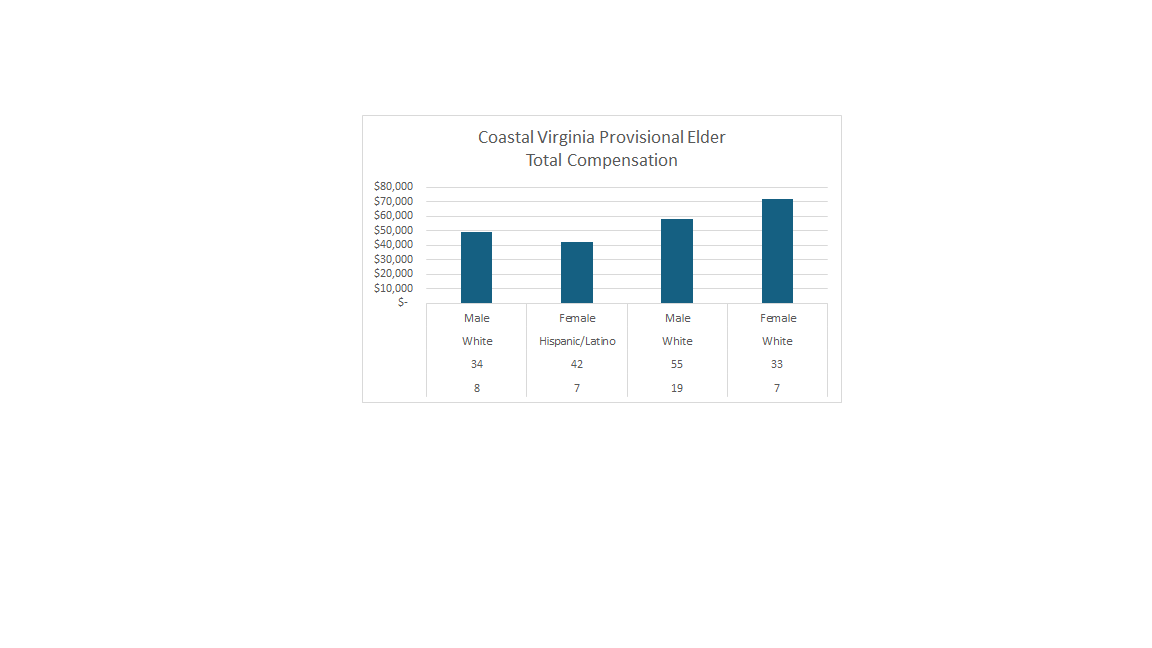 Coastal Virginia Provisional Elder
Total Compensation
$80,000
$70,000
$60,000
$50,000
$40,000
$30,000
$20,000
$10,000
$-
Male Female Male Female
White Hispanic/Latino White White
34 42 55 33
8 7 19 7